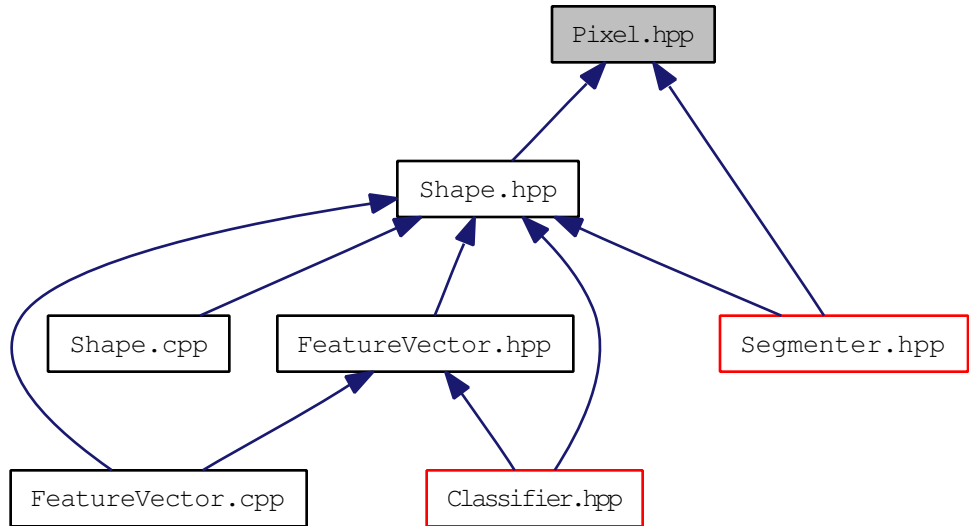 Pixel.hpp
Shape.hpp
Shape.cpp
FeatureVector.hpp
Segmenter.hpp
FeatureVector.cpp
Classifier.hpp